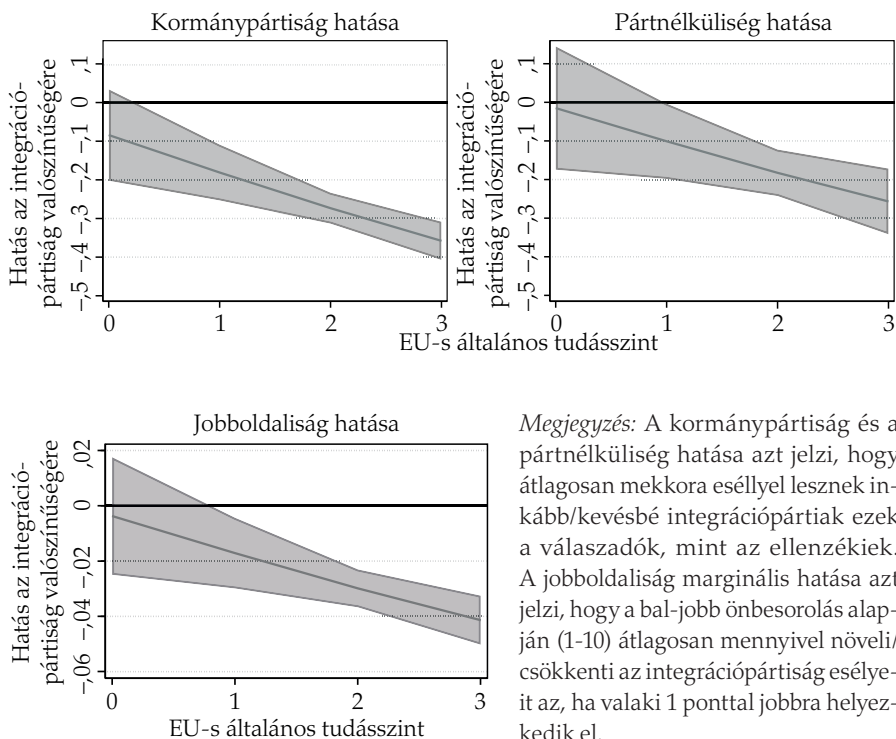 Kormánypártiság hatása
Hatás az integráció-
pártiság valószínűségére
,1
0
–,1
–,2
–,3
–,4
–,5
0 1 2 3
Pártnélküliség hatása
Hatás az integráció-
pártiság valószínűségére
,1
0
–,1
–,2
–,3
–,4
–,5
0 1 2 3
EU-s általános tudásszint
Jobboldaliság hatása
Hatás az integráció-
pártiság valószínűségére
,02
0
–,02
–,04
–,06
0 1 2 3
EU-s általános tudásszint
Megjegyzés: A kormánypártiság és a
pártnélküliség hatása azt jelzi, hogy
átlagosan mekkora eséllyel lesznek in-
kább/kevésbé integrációpártiak ezek
a válaszadók, mint az ellenzékiek.
A jobboldaliság marginális hatása azt
jelzi, hogy a bal-jobb önbesorolás alap-
ján (1-10) átlagosan mennyivel növeli/
csökkenti az integrációpártiság esélye-
it az, ha valaki 1 ponttal jobbra helyez-
kedik el.